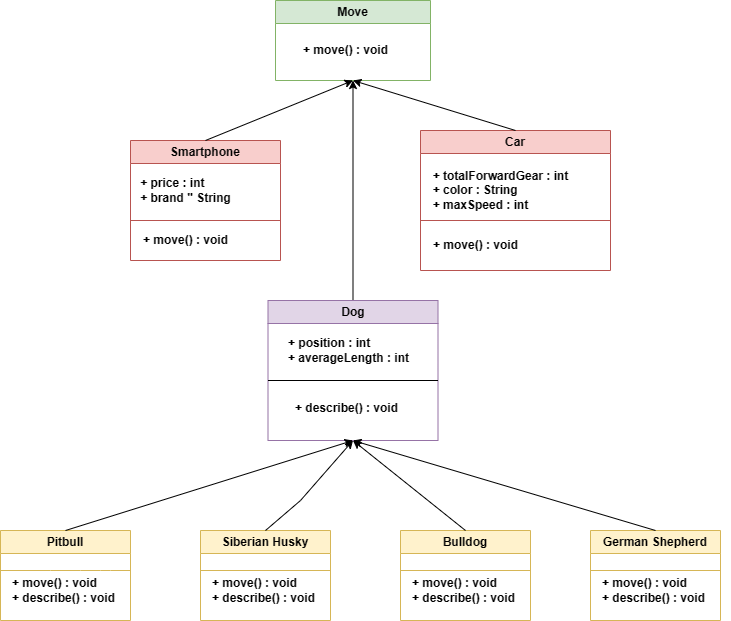 Move
+ move() : void
Smartphone
+ price : int
+ brand " String
+ move() : void
Car
+ totalForwardGear : int
+ color : String
+ maxSpeed : int
+ move() : void
Dog
+ position : int
+ averageLength : int
+ describe() : void
Pitbull
+ move() : void
+ describe() : void
Siberian Husky
+ move() : void
+ describe() : void
Bulldog
+ move() : void
+ describe() : void
German Shepherd
+ move() : void
+ describe() : void